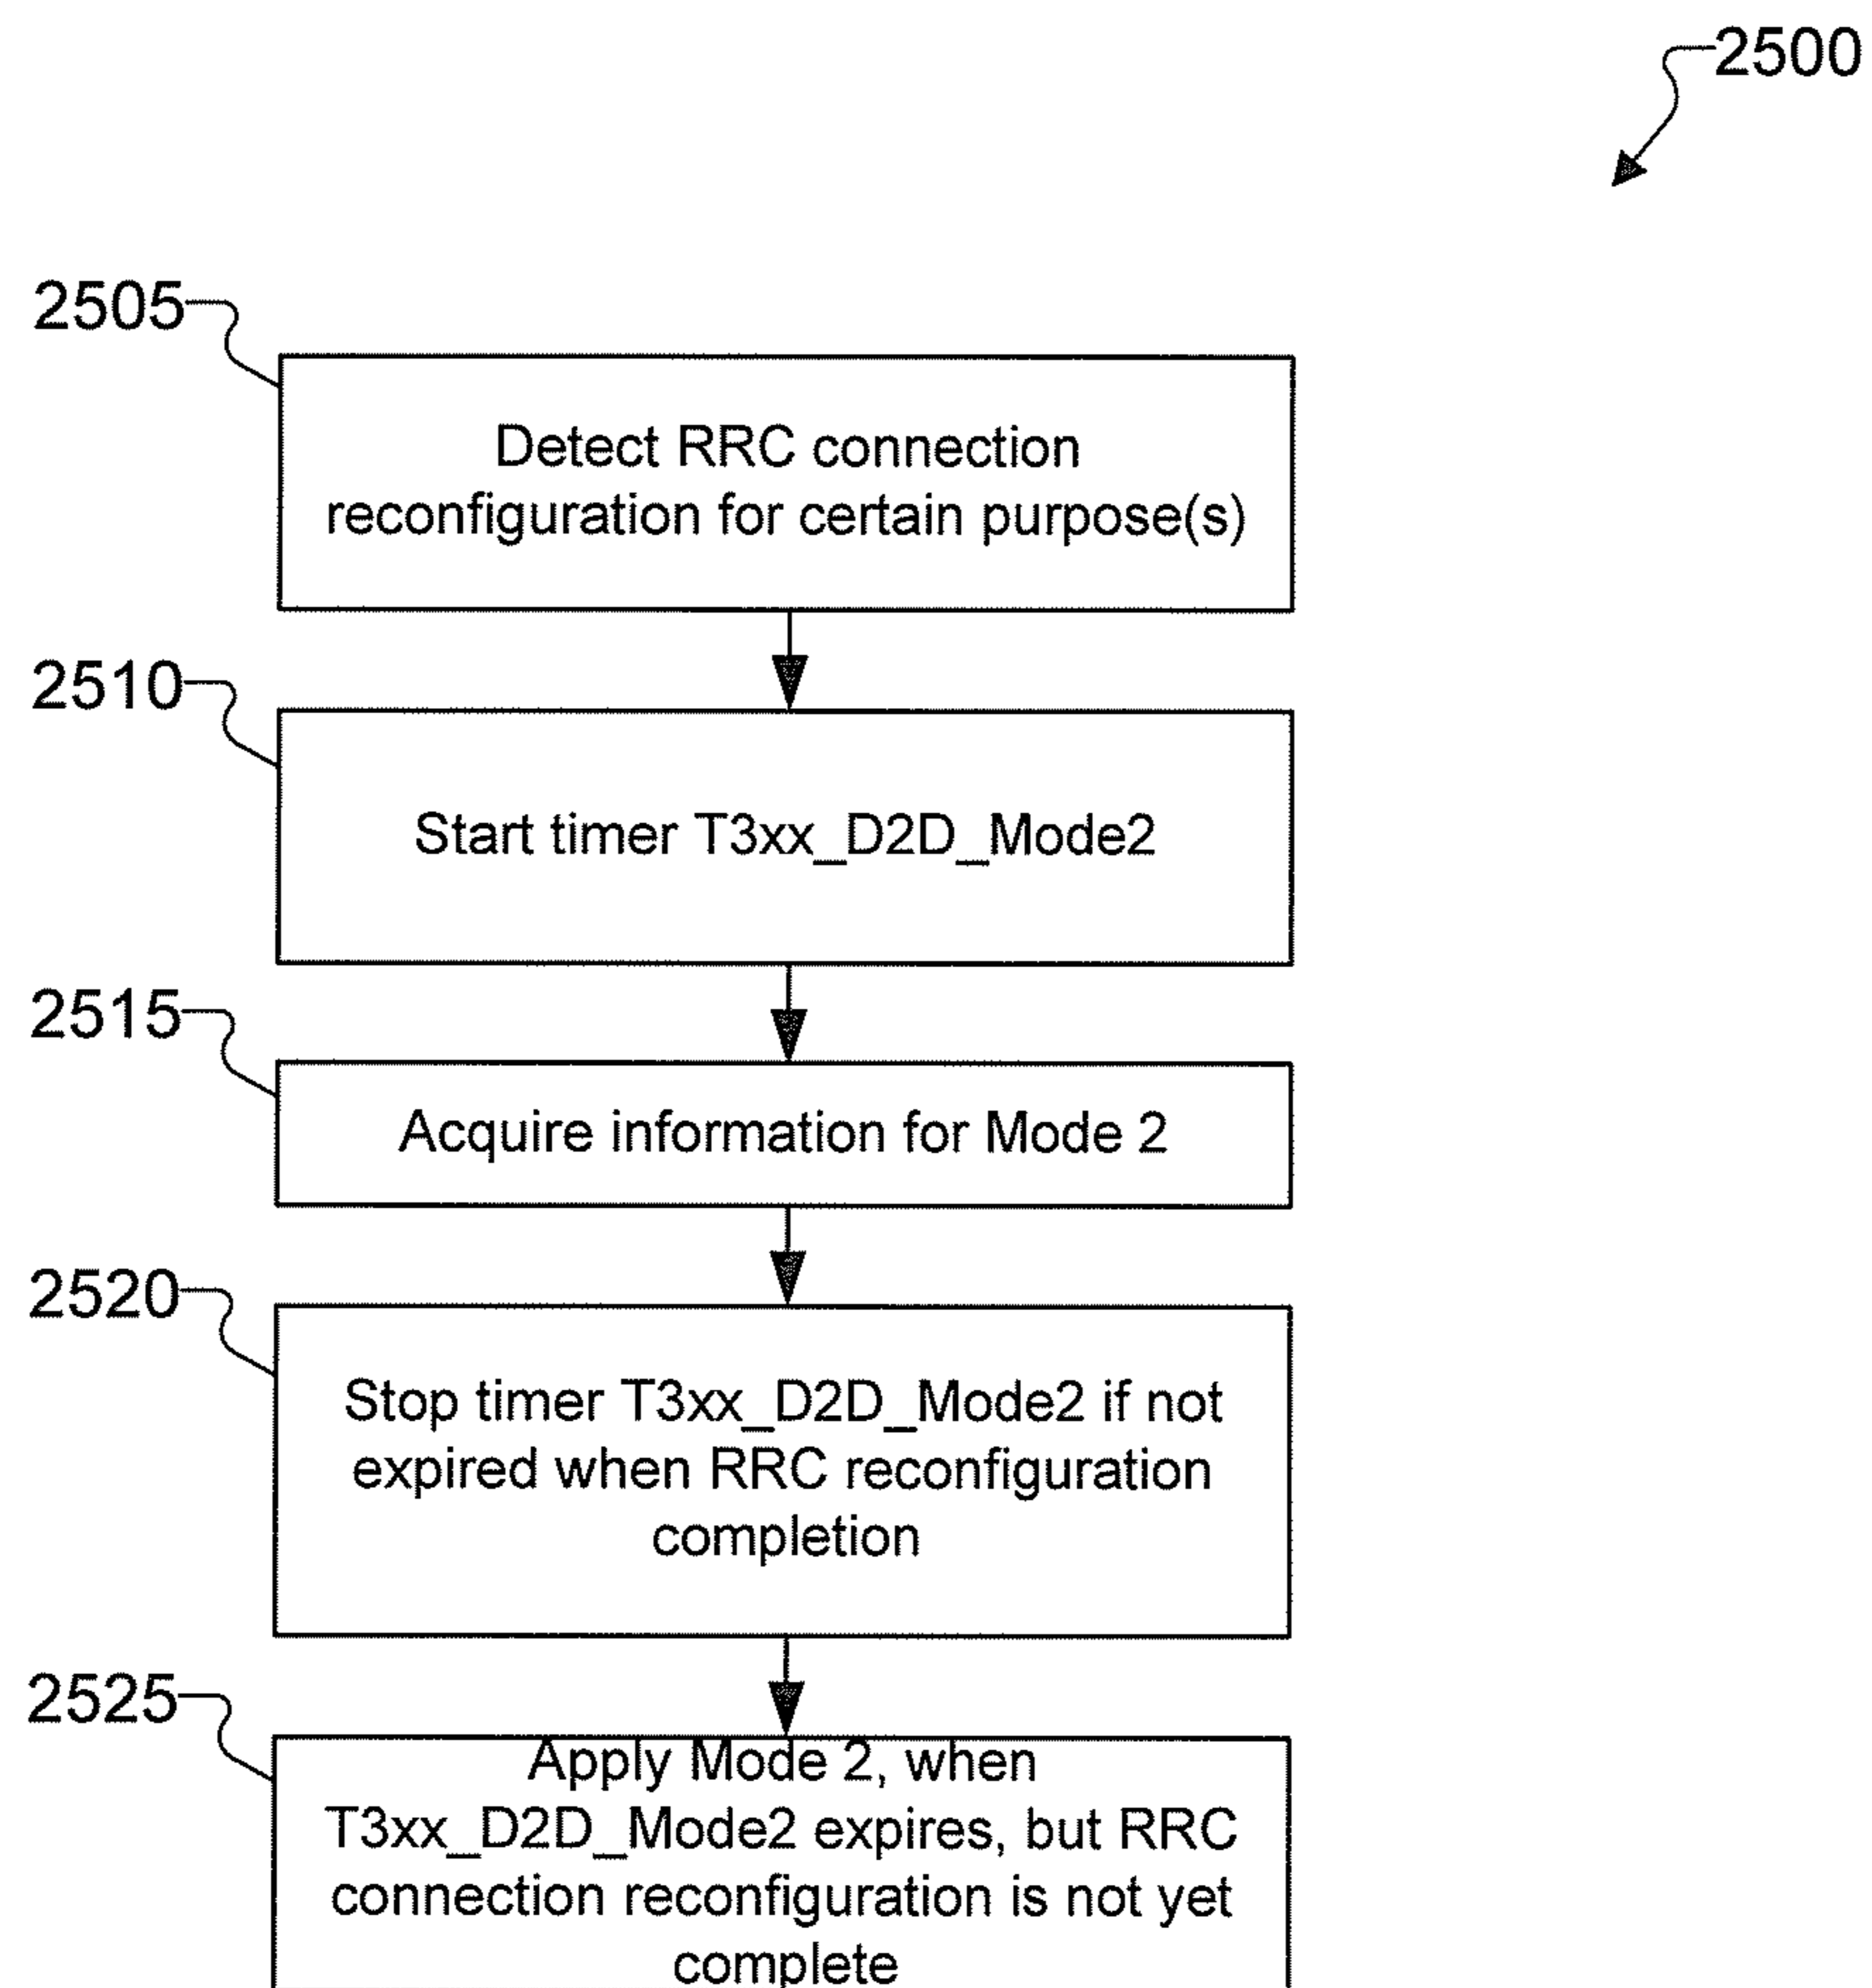 2500
2505
Detect RRC connection
reconfiguration for certain purpose(s)
2510
Start timer T3xx_D2D_Mode2
2515
Acquire information for Mode 2
2520
Stop timer T3xx_D2D_Mode2 if not
expired when RRC reconfiguration
completion
2525
Apply Mode 2, when
T3xx_D2D_Mode2 expires, but RRC
connection reconfiguration is not yet
complete